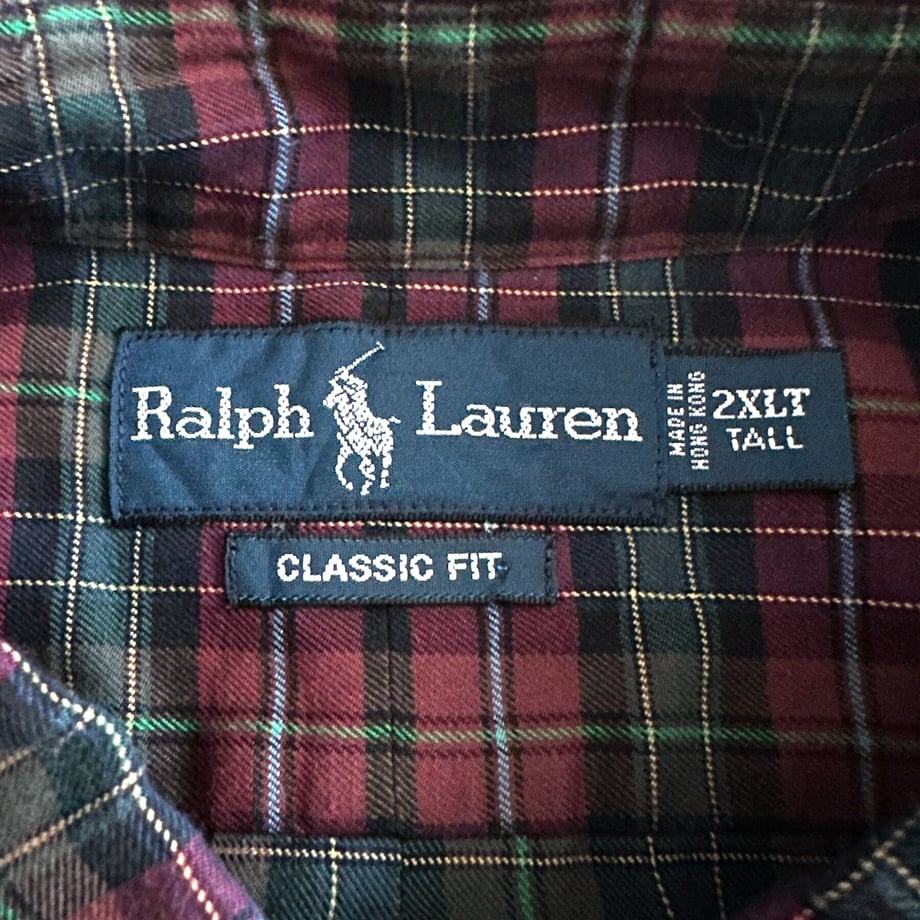 Ralph Lauren
MADE IN
HONG KONG
2XLT
TALL
CLASSIC FIT